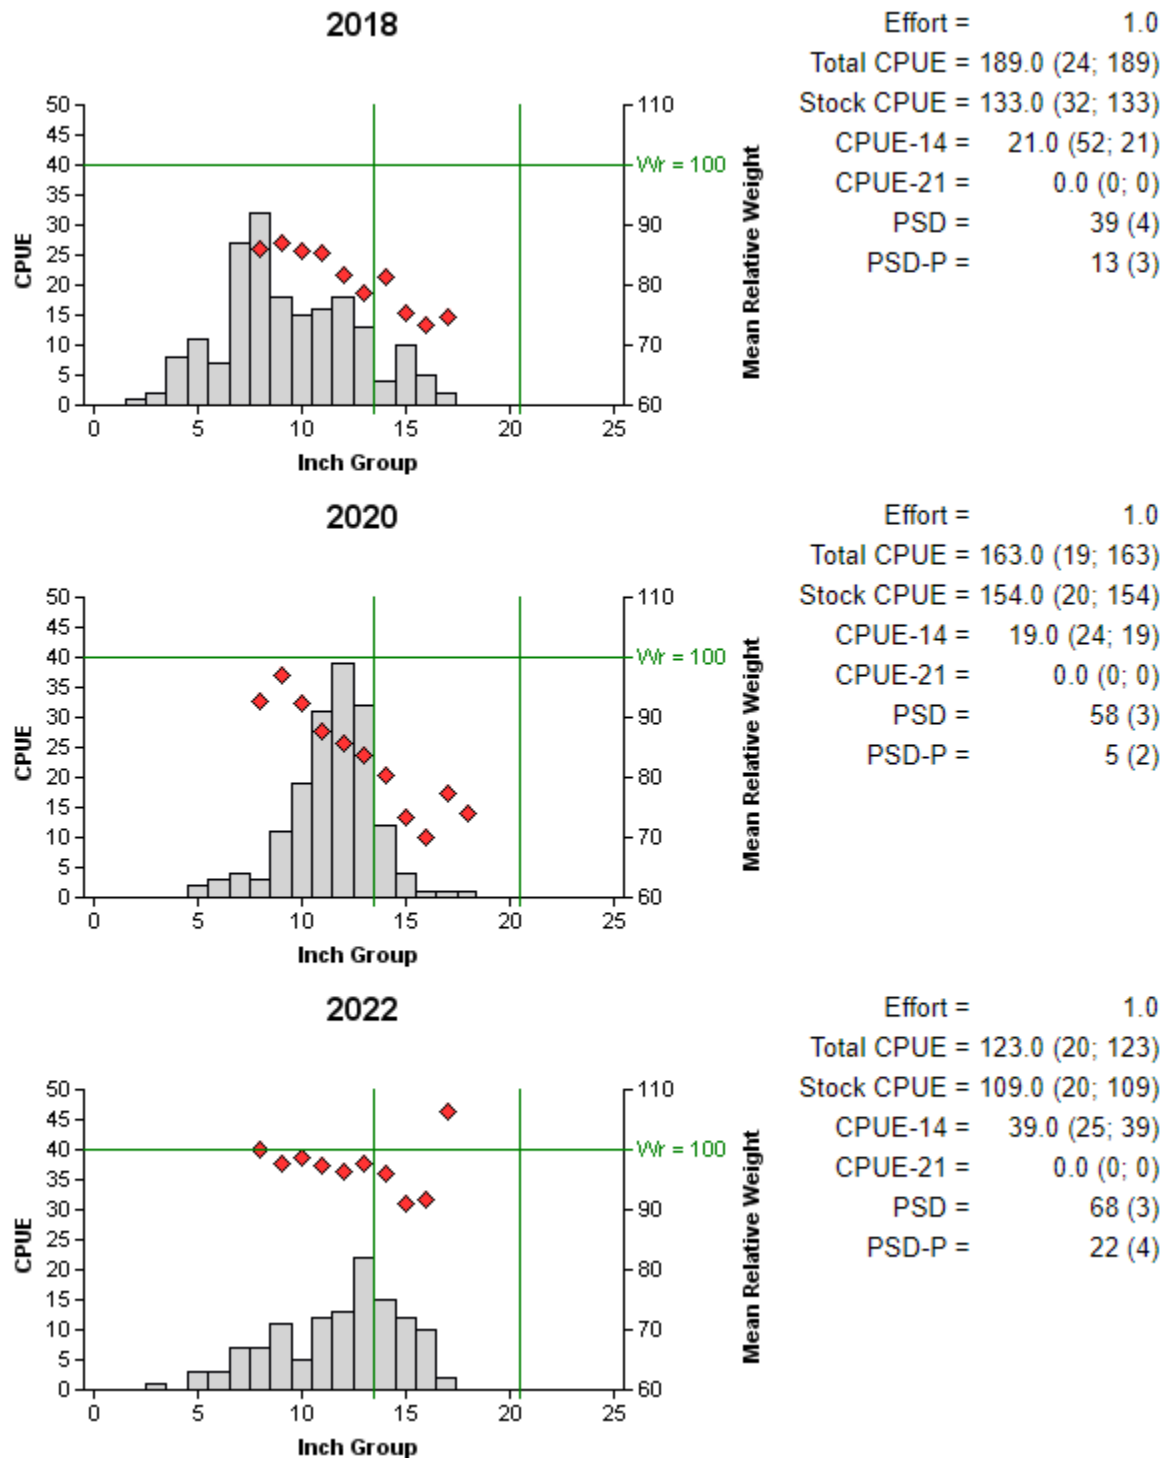 2018
Effort = 1.0
Total CPUE = 189.0 (24; 189)
Stock CPUE = 133.0 (32; 133)
CPUE-14 = 21.0 (52; 21)
CPUE-21 = 0.0 (0; 0)
PSD = 39 (4)
PSD-P = 13 (3)
50 45 40 35 30 25 20 15 10 5 0
CPUE
110 90 80 70 60
Wr = 100
Mean Relative Weight
0 5 10 15 20 25
Inch Group
2020
Effort = 1.0
Total CPUE = 163.0 (19; 163)
Stock CPUE = 154.0 (20; 154)
CPUE-14 = 19.0 (24; 19)
CPUE-21 = 0.0 (0; 0)
PSD = 58 (3)
PSD-P = 5 (2)
50 45 40 35 30 25 20 15 10 5 0
CPUE
110 90 80 70 60
Wr = 100
Mean Relative Weight
0 5 10 15 20 25
Inch Group
2022
Effort = 1.0
Total CPUE = 123.0 (20; 123)
Stock CPUE = 109.0 (20; 109)
CPUE-14 = 39.0 (25; 39)
CPUE-21 = 0.0 (0; 0)
PSD = 68 (3)
PSD-P = 22 (4)
50 45 40 35 30 25 20 15 10 5 0
CPUE
110 90 80 70 60
Wr = 100
Mean Relative Weight
0 5 10 15 20 25
Inch Group